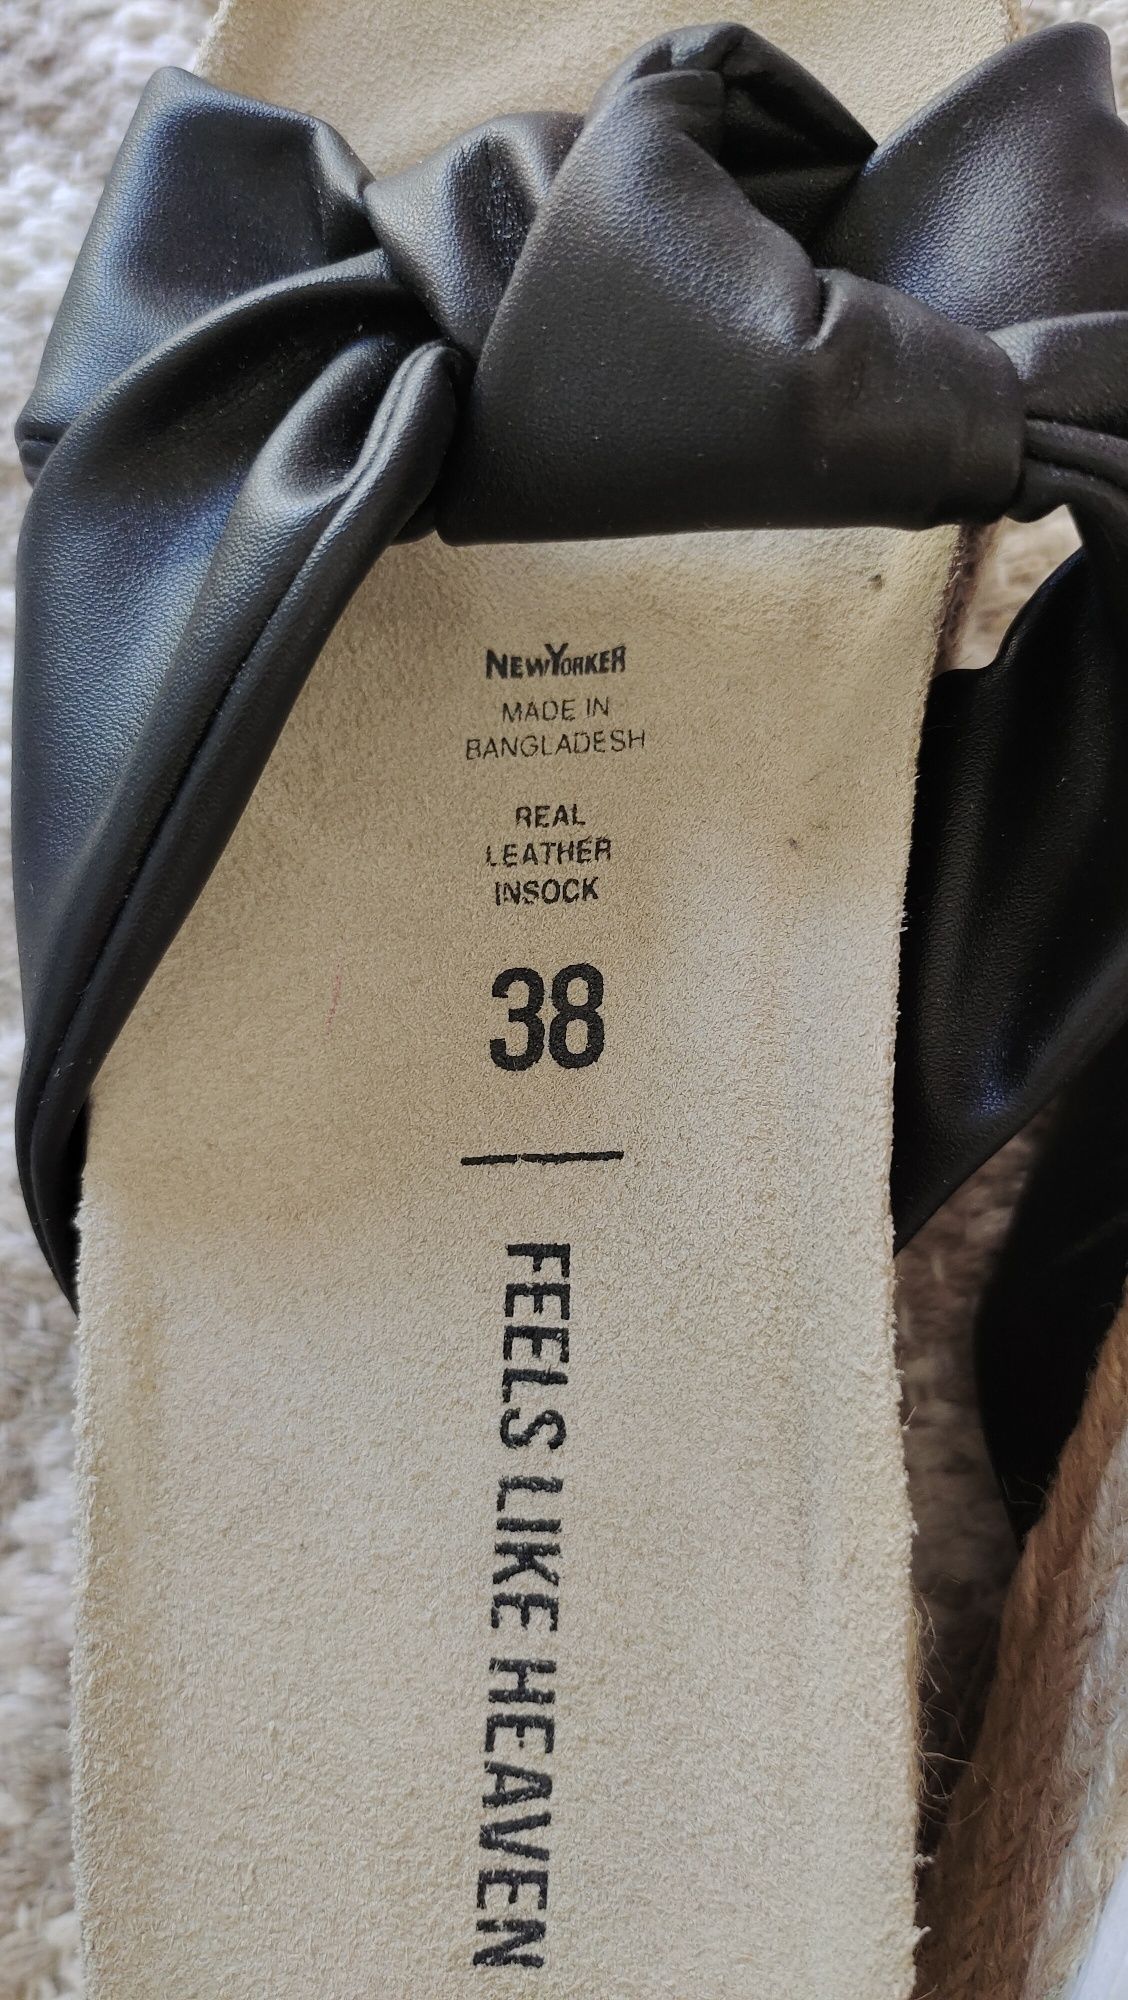 NEWYORKER
MADE IN
BANGLADESH
REAL
LEATHER
INSOCK
38
FEELS LIKE HEAVEN